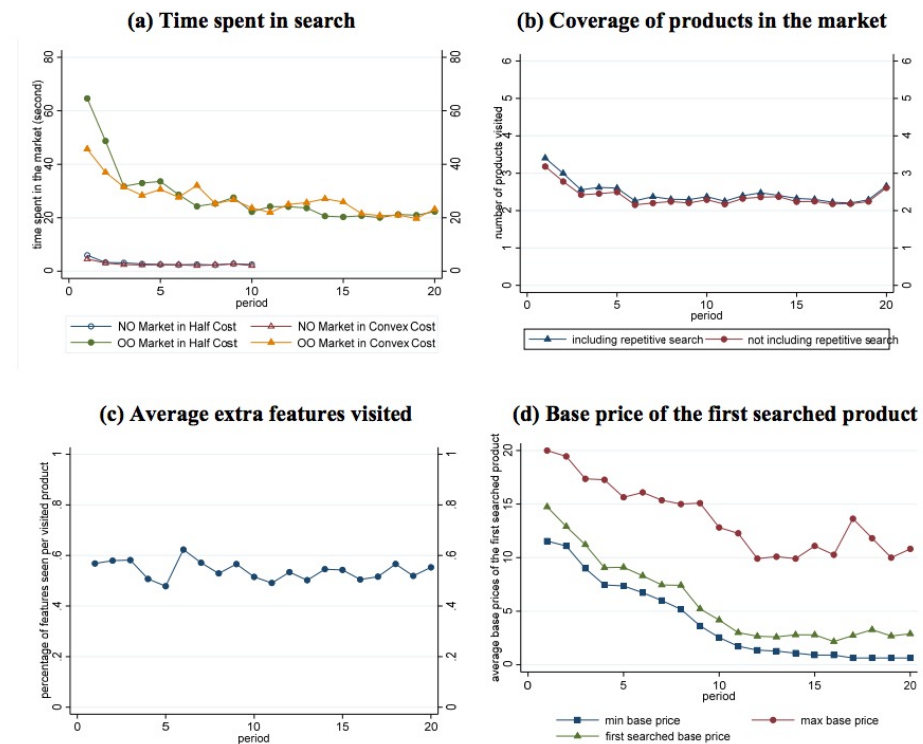 (a) Time spent in search
time spent in the market (second)
0 20 40 60 80
0 20 40 60 80
0 5 10 15 20
period
NO Market in Half Cost NO Market in Convex Cost
OO Market in Half Cost OO Market in Convex Cost
(b) Coverage of products in the market
number of products visited
0 1 2 3 4 5 6
0 1 2 3 4 5 6
0 5 10 15 20
period
including repetitive search not including repetitive search
(c) Average extra features visited
percentage of features seen per visited product
0 .2 .4 .6 .8 1
0 .2 .4 .6 .8 1
0 5 10 15 20
period
(d) Base price of the first searched product
average base prices of the first searched product
0 5 10 15 20
0 5 10 15 20
0 5 10 15 20
period
min base price max base price
first searched base price